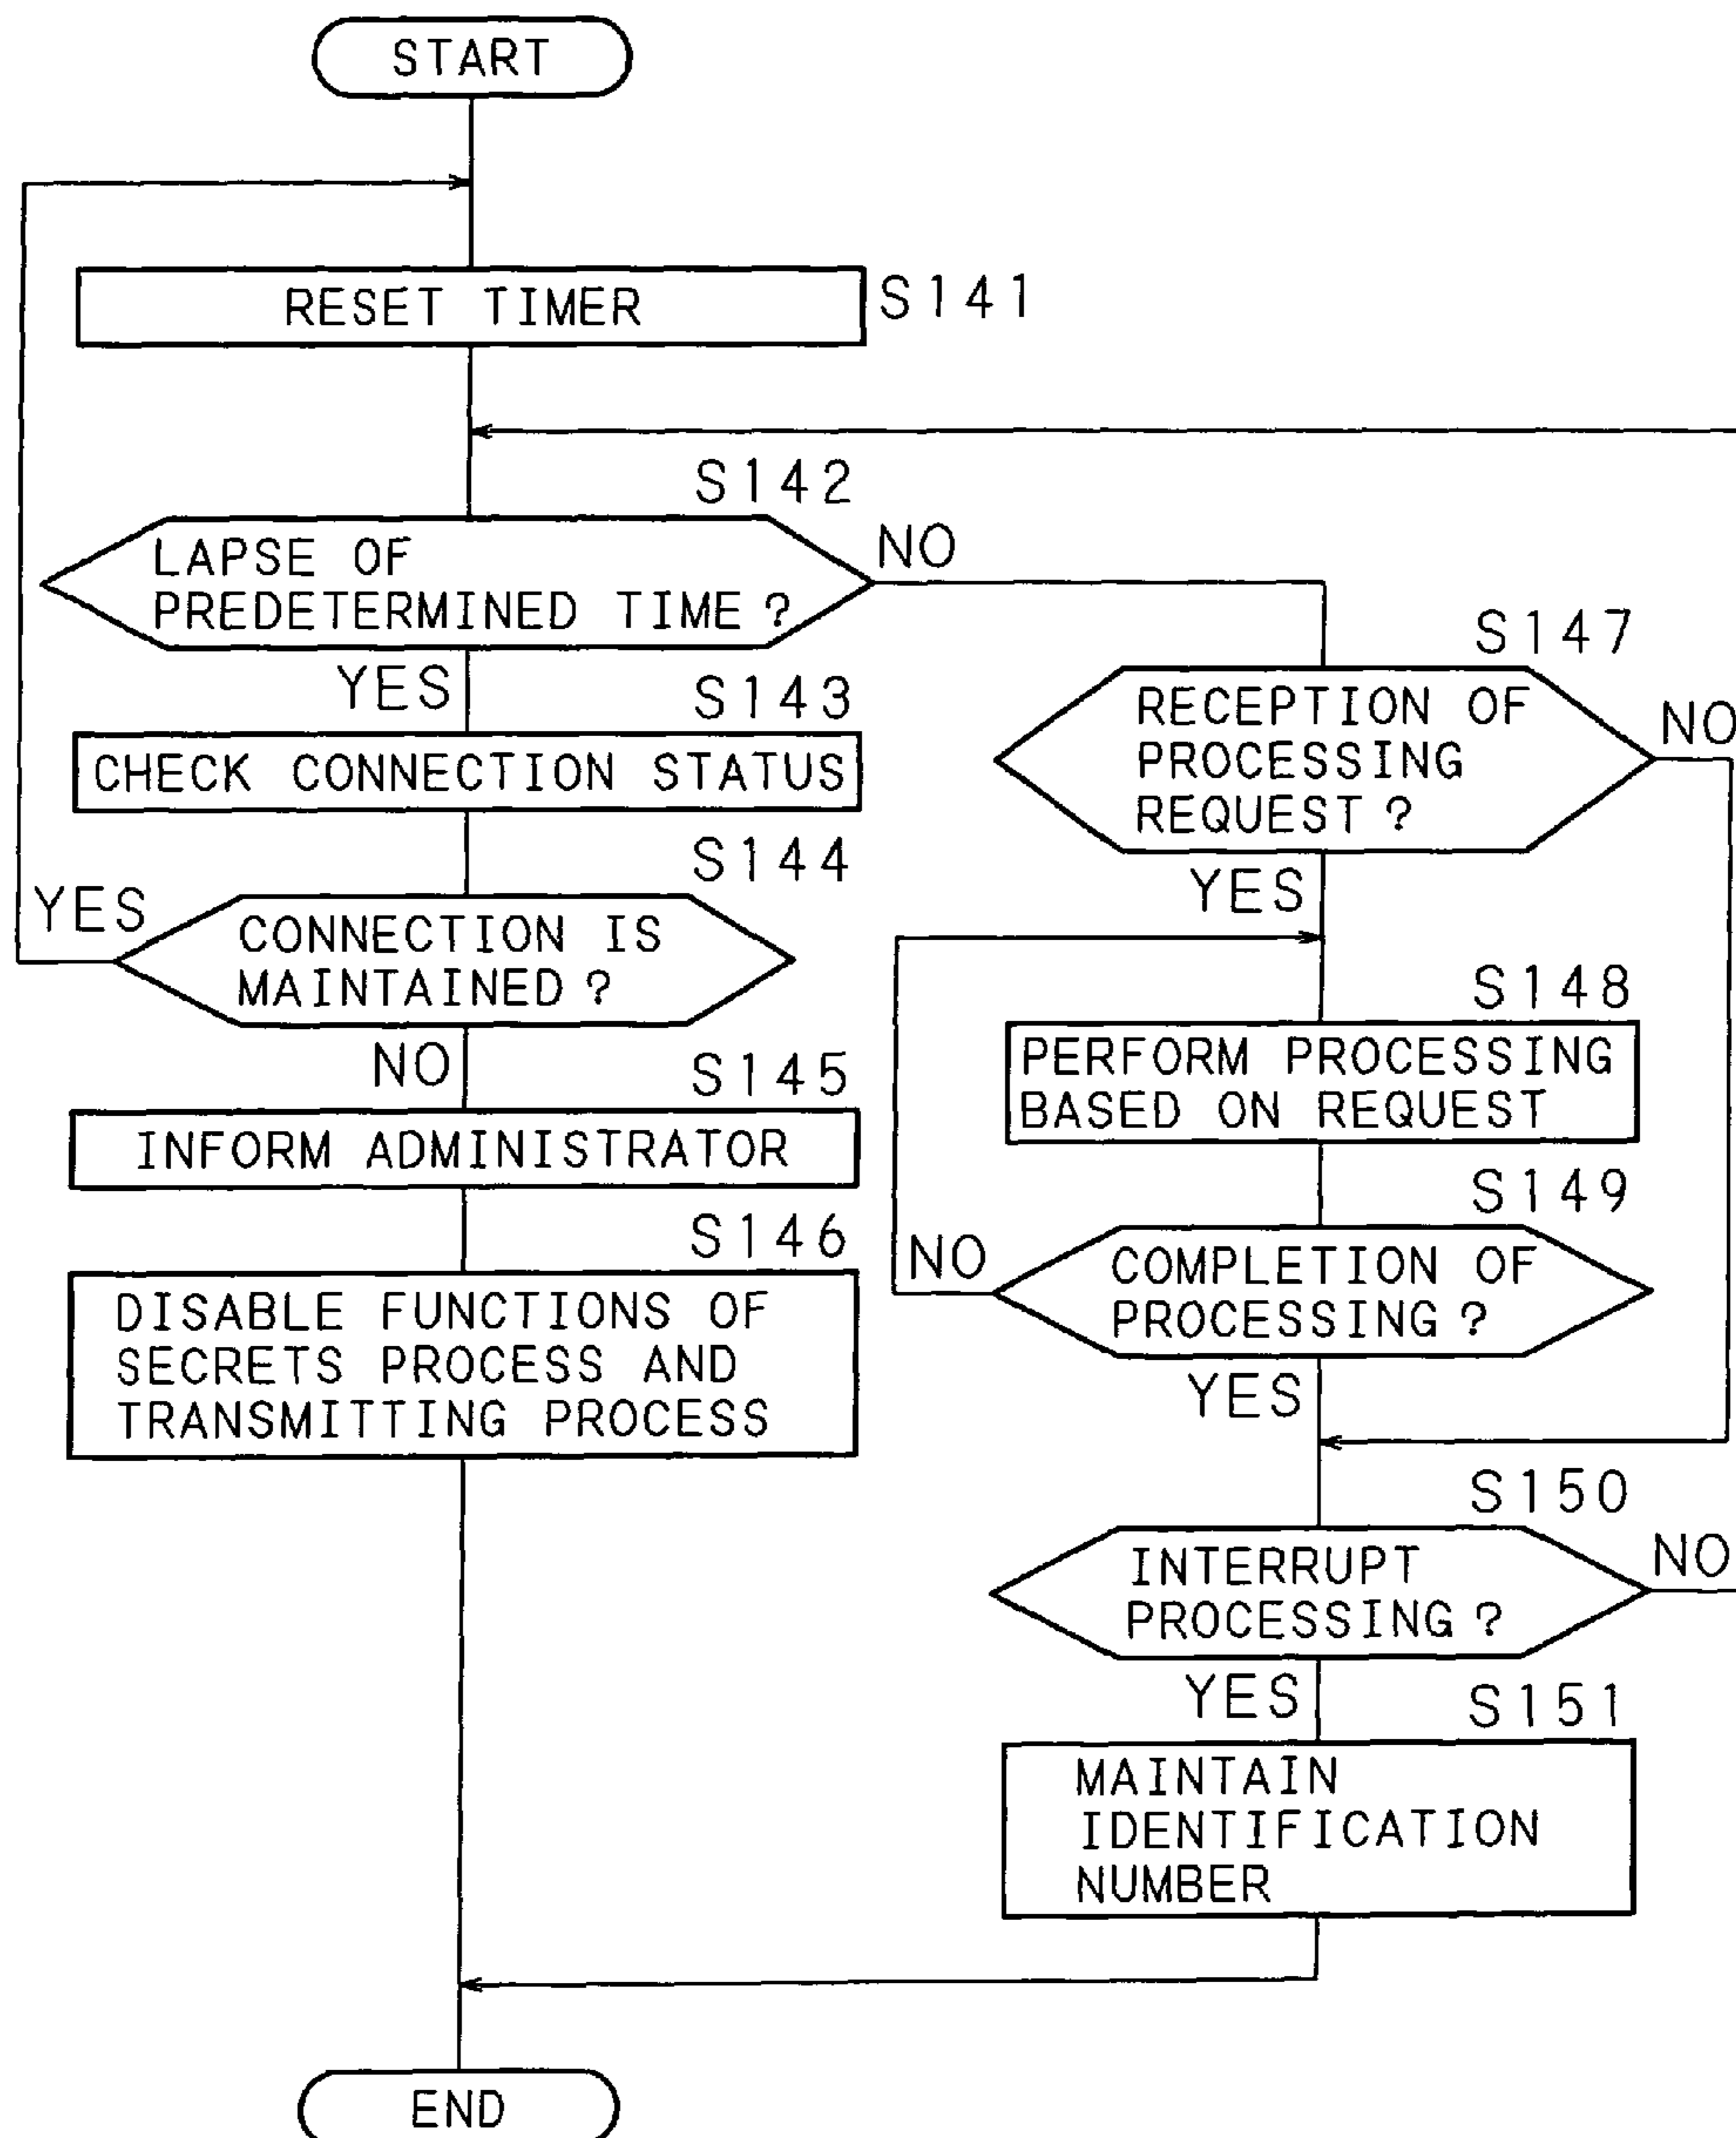 START
RESET TIMER
S141
S142
LAPSE OF
PREDETERMINED TIME?
NO
YES
S143
CHECK CONNECTION STATUS
S144
YES
CONNECTION IS
MAINTAINED?
NO
S145
INFORM ADMINISTRATOR
S146
DISABLE FUNCTIONS OF
SECRETS PROCESS AND
TRANSMITTING PROCESS
S147
RECEPTION OF
PROCESSING
REQUEST?
NO
YES
S148
PERFORM PROCESSING
BASED ON REQUEST
S149
NO
COMPLETION OF
PROCESSING?
YES
S150
INTERRUPT
PROCESSING?
NO
YES
S151
MAINTAIN
IDENTIFICATION
NUMBER
END